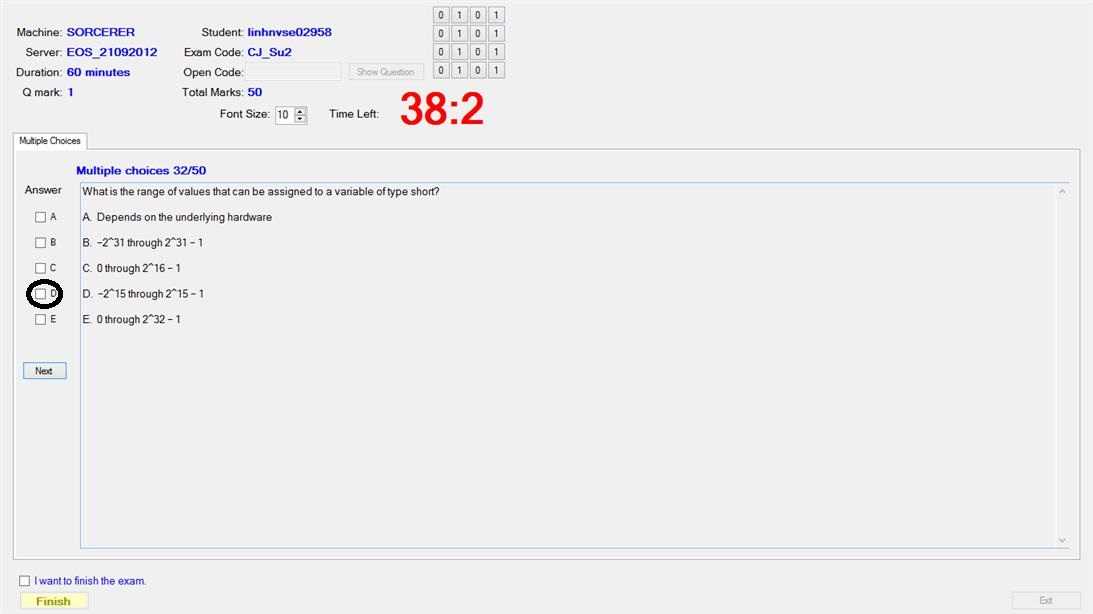 0 1 0 1
Machine: SORCERER Student: linhnvse02958
0 1 0 1
Server: EOS_21092012 Exam Code: CJ_Su2
0 1 0 1
Duration: 60 minutes Open Code: Show Question
0 1 0 1
Q mark: 1 Total Marks: 50
Font Size: 10 Time Left: 38:2
Multiple Choices
Multiple choices 32/50
Answer What is the range of values that can be assigned to a variable of type short?
A A. Depends on the underlying hardware
B B. −2^31 through 2^31 − 1
C C. 0 through 2^16 − 1
D D. −2^15 through 2^15 − 1
E E. 0 through 2^32 − 1
Next
I want to finish the exam.
Finish Exit